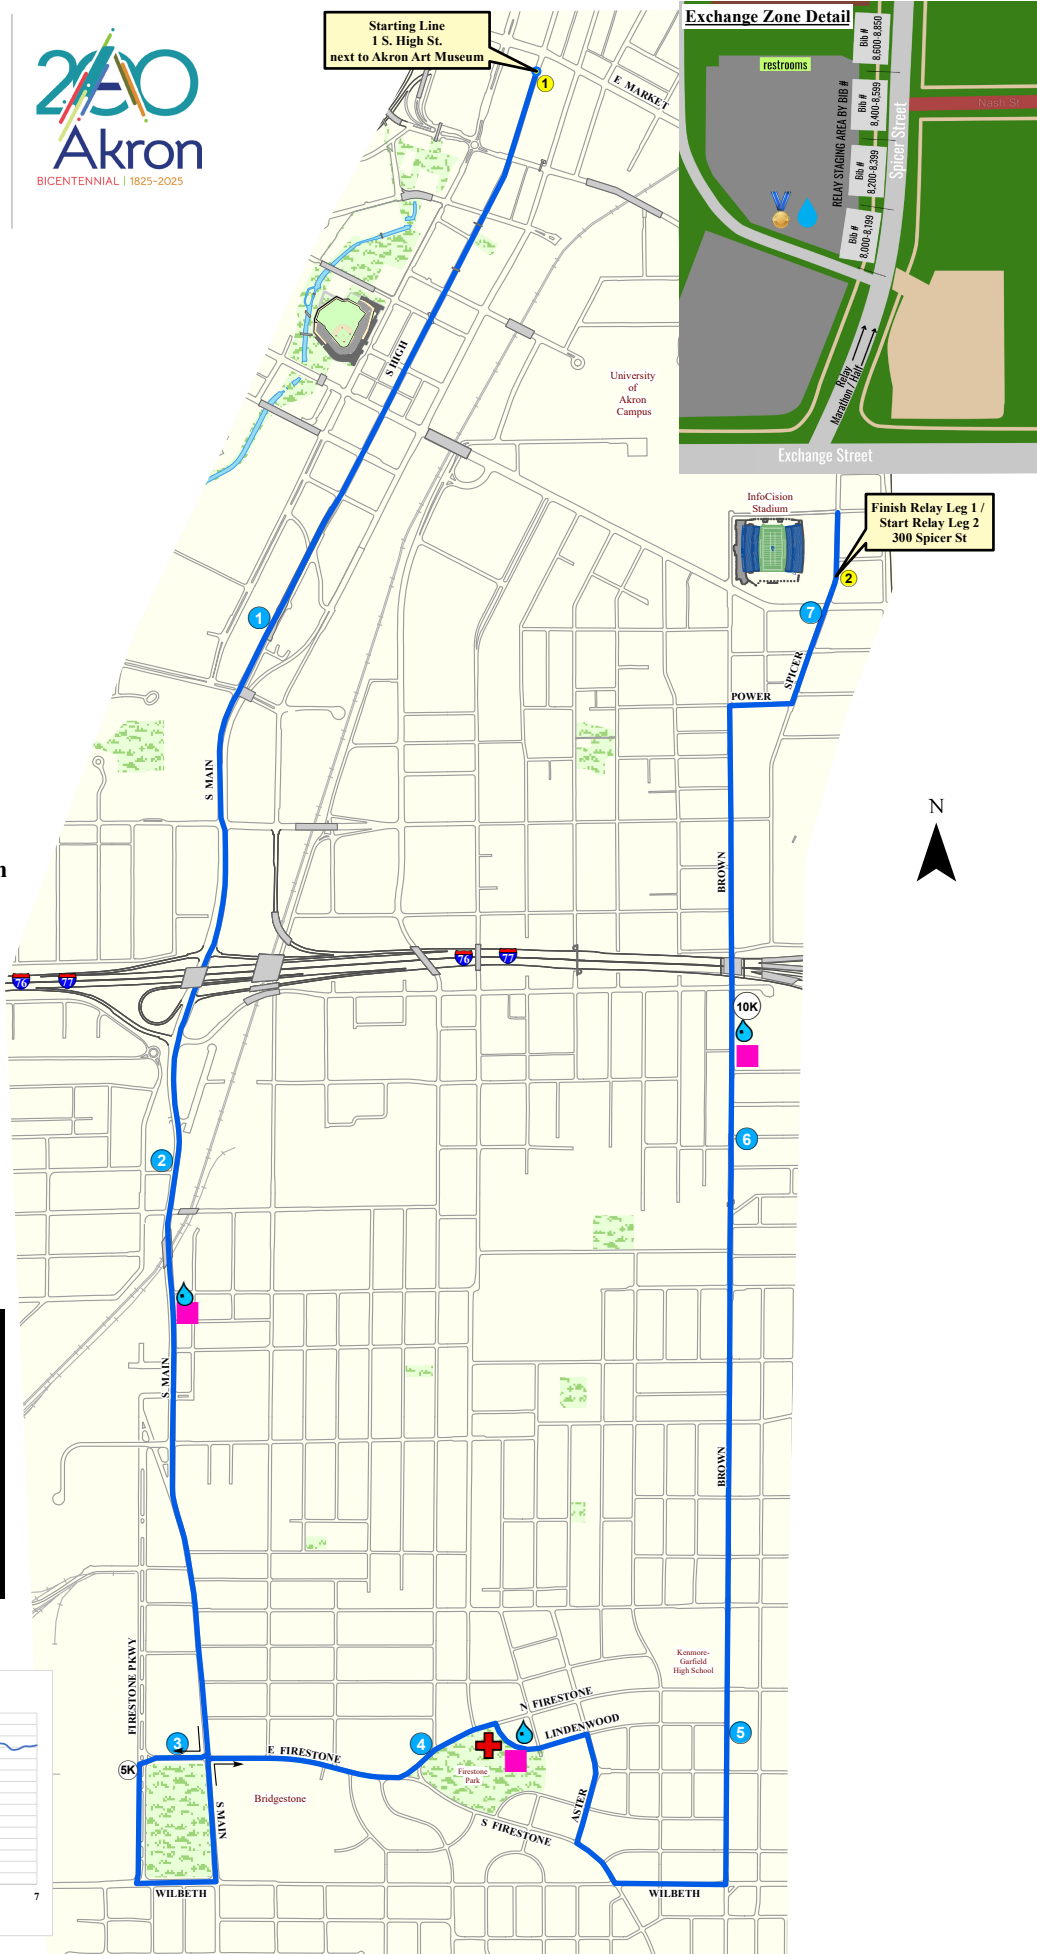 200
Akron
BICENTENNIAL | 1825-2025
Starting Line
1 S. High St.
next to Akron Art Museum
1
E MARKET
Exchange Zone Detail
restrooms
RELAY STAGING AREA BY BIB #
Bib #
8,600-8,850
Bib #
8,400-8,599
Bib #
8,200-8,399
Bib #
8,000-8,199
Spicer Street
Nash St
Relay
Marathon / Half
Exchange Street
S HIGH
University
of
Akron
Campus
InfoCision
Stadium
Finish Relay Leg 1 /
Start Relay Leg 2
300 Spicer St
2
7
1
SPICER
POWER
S MAIN
N
BROWN
n
76
77
76
77
10K
6
2
S MAIN
BROWN
FIRESTONE PKWY
Kenmore-
Garfield
High School
N FIRESTONE
LINDENWOOD
5
3
4
E FIRESTONE
5K
Firestone
Park
Bridgestone
S MAIN
ASTER
S FIRESTONE
WILBETH
WILBETH
7